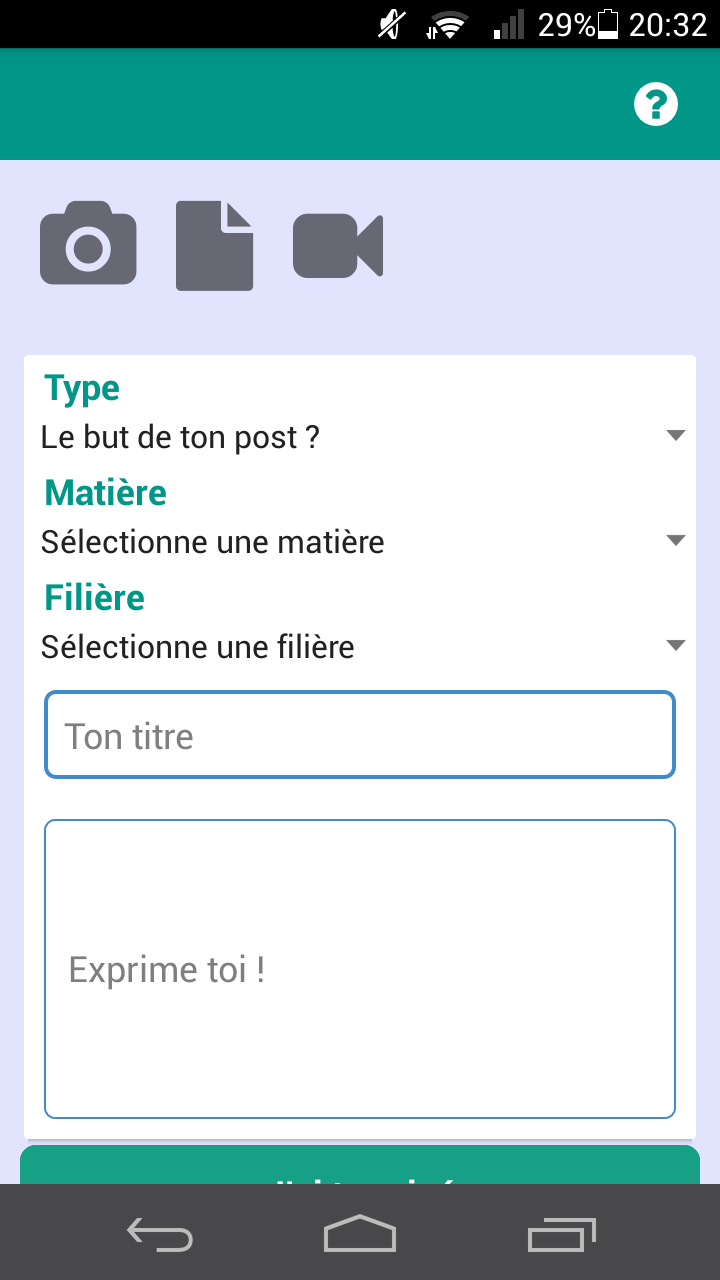 29% 20:32
Type
Le but de ton post ?
Matière
Sélectionne une matière
Filière
Sélectionne une filière
Ton titre
Exprime toi !